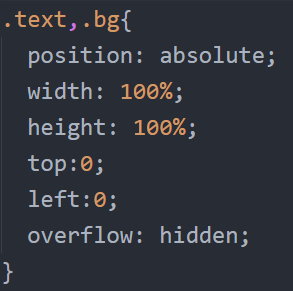 .text,.bg{
position: absolute;
width: 100%;
height: 100%;
top:0;
left:0;
overflow: hidden;
}